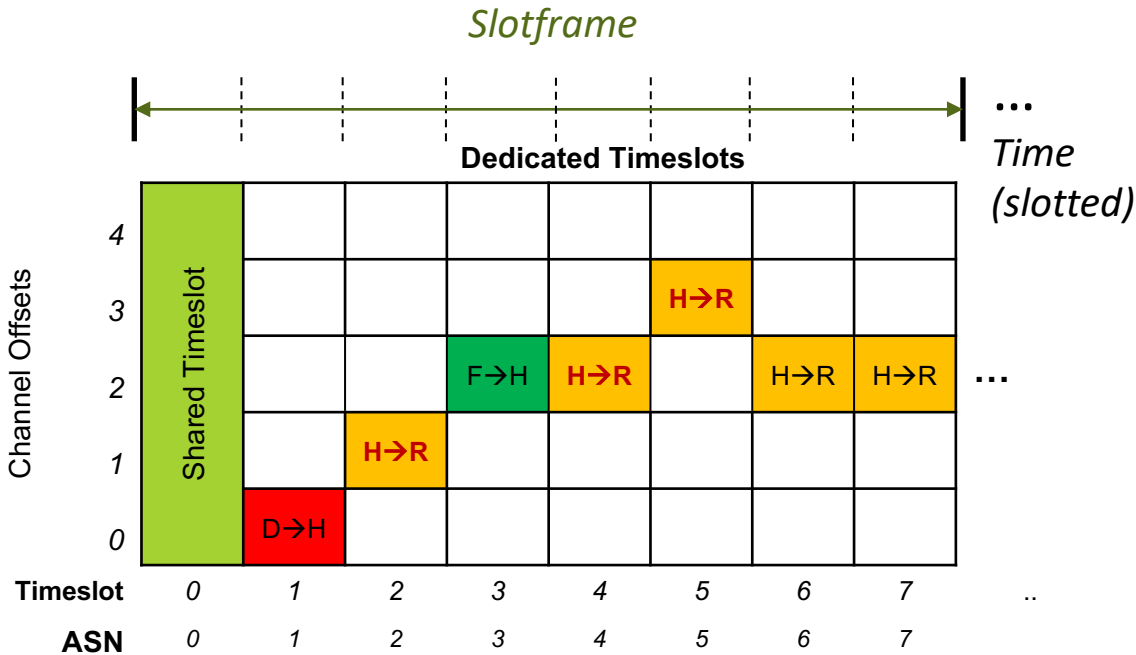 Slotframe
...
Dedicated Timeslots
Time
(slotted)
Channel Offsets
4
3
2
1
0
Shared Timeslot
H→R
F→H
H→R
H→R
H→R
...
H→R
D→H
Timeslot 0 1 2 3 4 5 6 7 ..
ASN 0 1 2 3 4 5 6 7